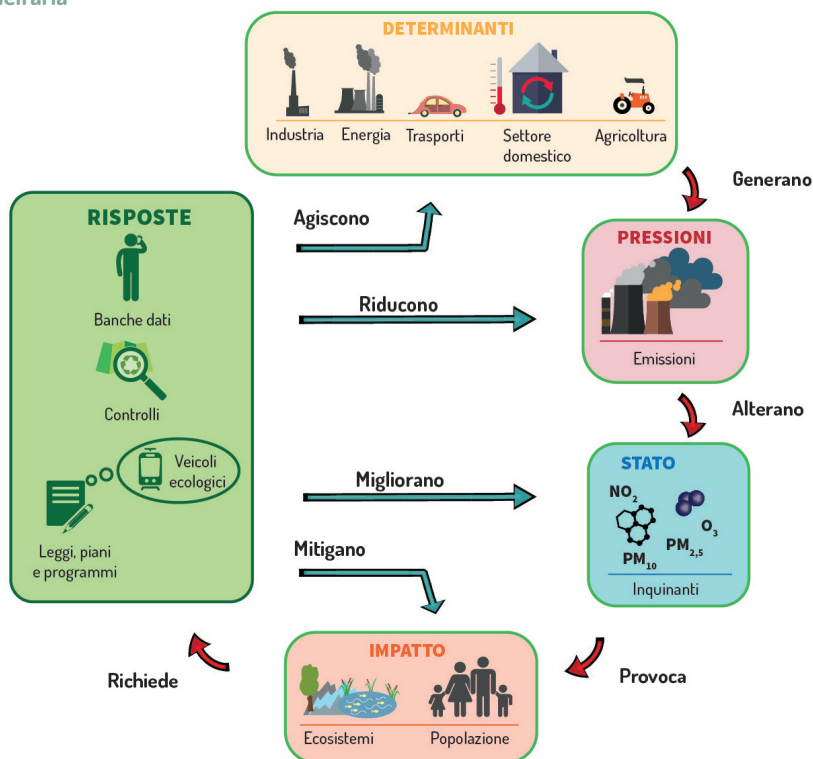 DETERMINANTI
Industria
Energia
Trasporti
Settore
domestico
Agricoltura
Generano
RISPOSTE
Banche dati
Controlli
Veicoli
ecologici
Leggi, piani
e programmi
Agiscono
Riducono
Migliorano
Mitigano
PRESSIONI
Emissioni
Alterano
STATO
NO2
O3
PM2,5
PM10
Inquinanti
Provoca
IMPATTO
Ecosistemi
Popolazione
Richiede